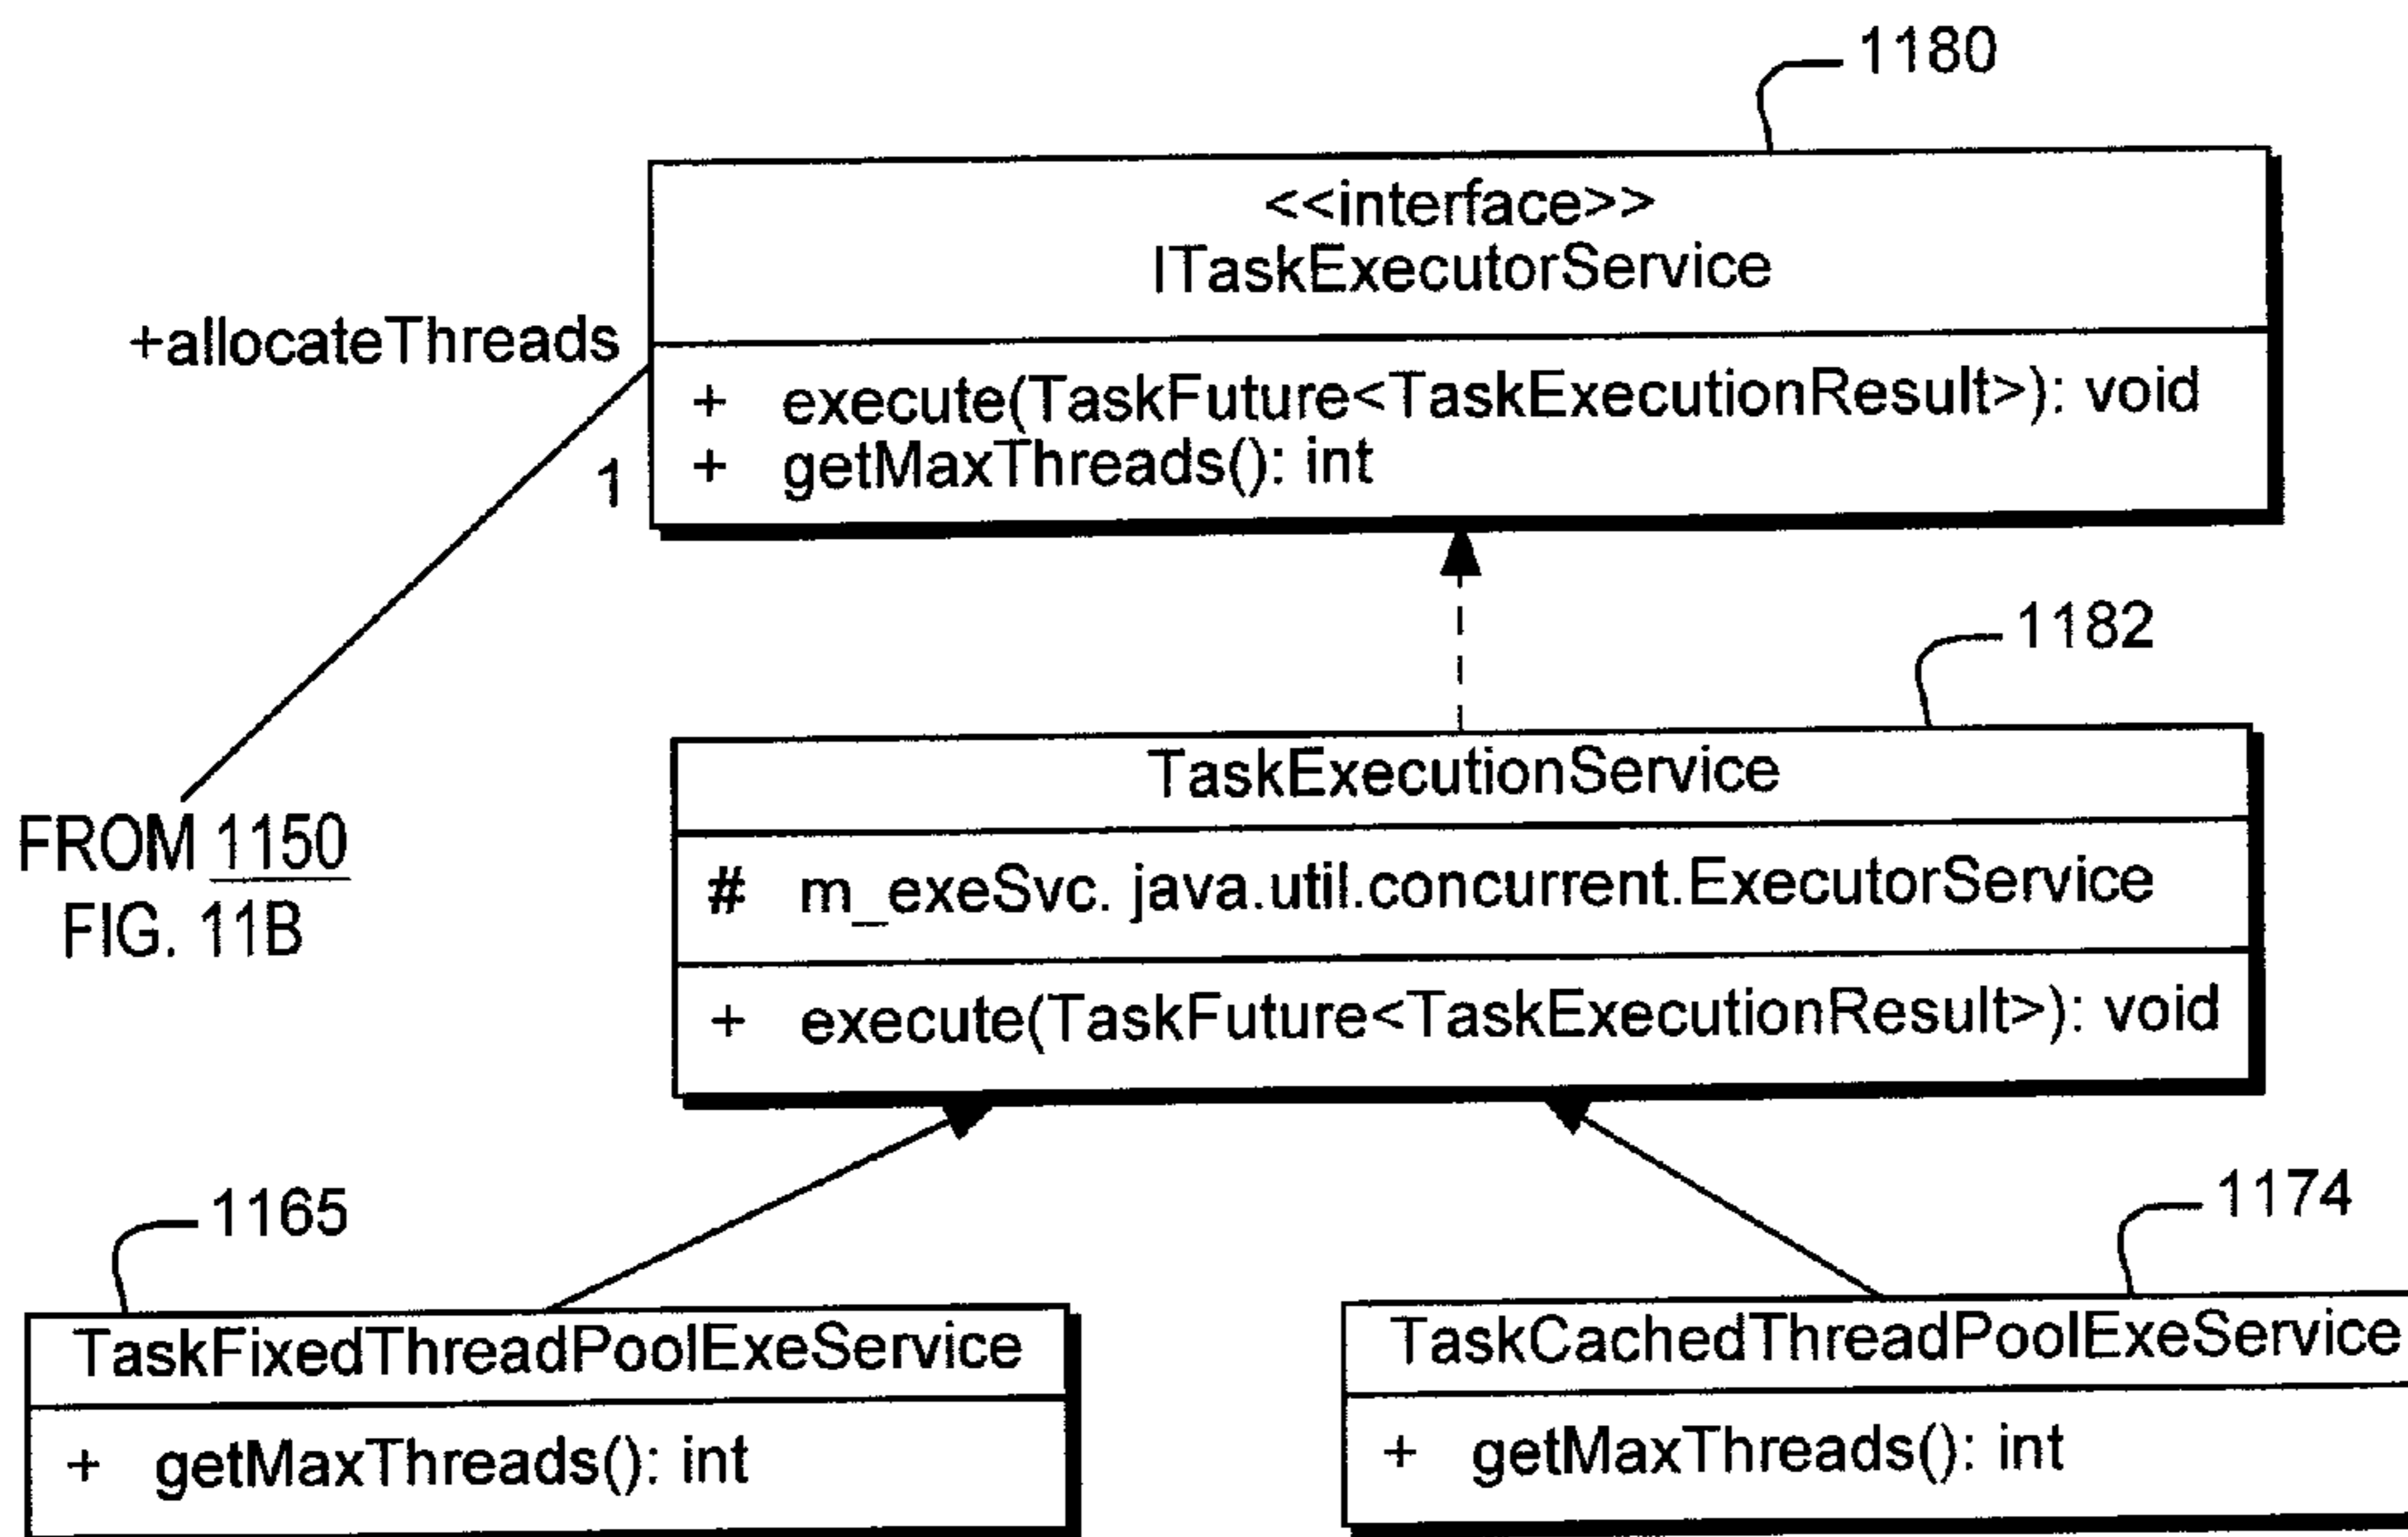 1180
<<interface>>
ITaskExecutorService
+allocateThreads
+ execute(TaskFuture<TaskExecutionResult>): void
1
+ getMaxThreads(): int
1182
TaskExecutionService
# m_exeSvc. java.util.concurrent.ExecutorService
+ execute(TaskFuture<TaskExecutionResult>): void
FROM 1150
FIG. 11B
1165
TaskFixedThreadPoolExeService
+ getMaxThreads(): int
1174
TaskCachedThreadPoolExeService
+ getMaxThreads(): int